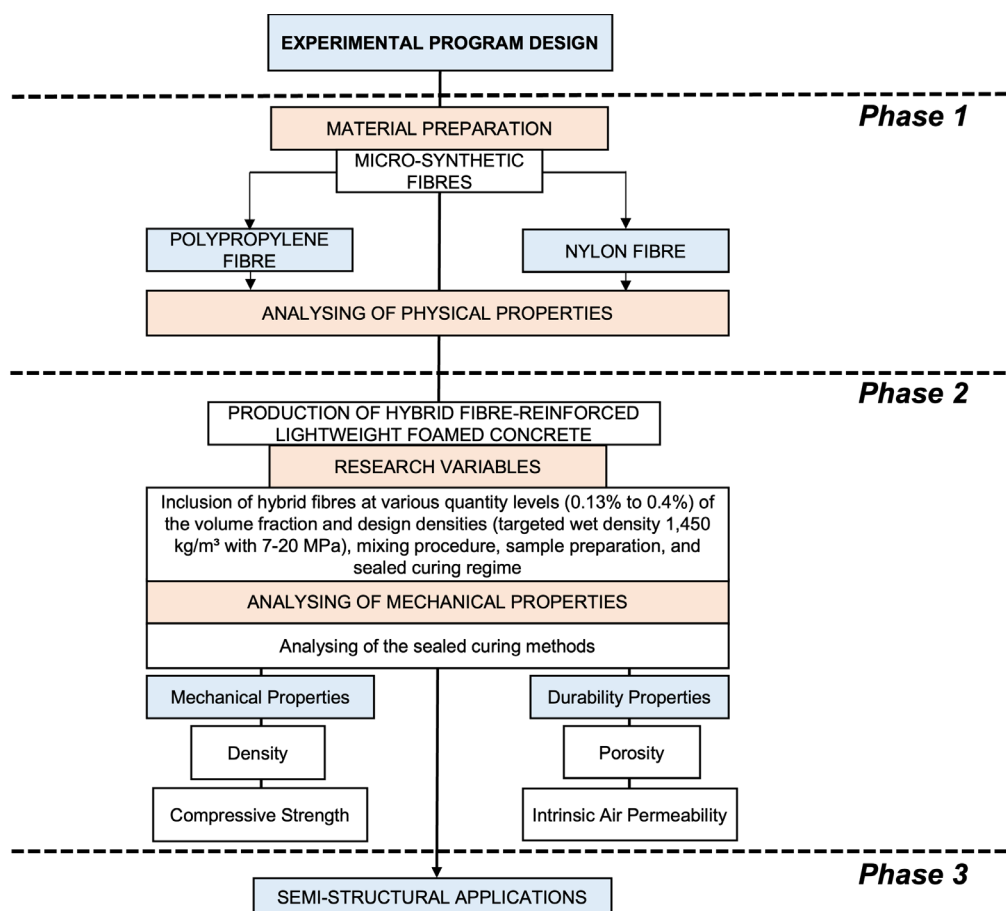 EXPERIMENTAL PROGRAM DESIGN
Phase 1
MATERIAL PREPARATION
MICRO-SYNTHETIC
FIBRES
POLYPROPYLENE
FIBRE
NYLON FIBRE
ANALYSING OF PHYSICAL PROPERTIES
Phase 2
PRODUCTION OF HYBRID FIBRE-REINFORCED
LIGHTWEIGHT FOAMED CONCRETE
RESEARCH VARIABLES
Inclusion of hybrid fibres at various quantity levels (0.13% to 0.4%) of
the volume fraction and design densities (targeted wet density 1,450
kg/m³ with 7-20 MPa), mixing procedure, sample preparation, and
sealed curing regime
ANALYSING OF MECHANICAL PROPERTIES
Analysing of the sealed curing methods
Mechanical Properties
Density
Compressive Strength
Durability Properties
Porosity
Intrinsic Air Permeability
Phase 3
SEMI-STRUCTURAL APPLICATIONS